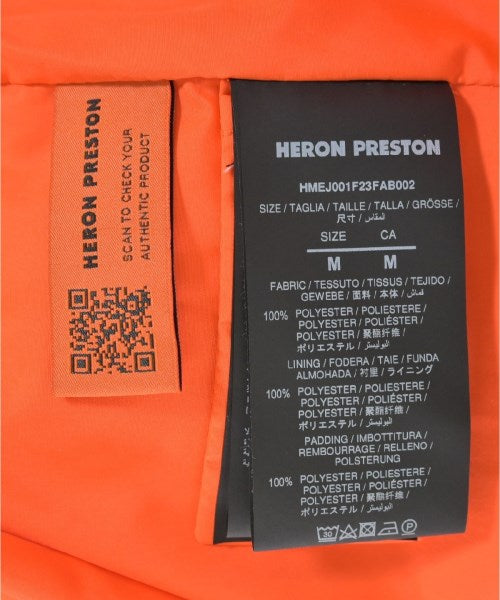 HERON PRESTON
SCAN TO CHECK YOUR
AUTHENTIC PRODUCT
HERON PRESTON
HMEJ001F23FAB002
SIZE / TAGLIA / TAILLE / TALLA / GRÖSSE /
尺寸 / المقاس
SIZE CA
M M
FABRIC / TESSUTO / TISSUS / TEJIDO /
GEWEBE / 面料 / 本体 / قماش
100% POLYESTER / POLIESTERE /
POLYESTER / POLIÉSTER /
POLYESTER / 聚酯纤维 /
ポリエステル / البوليستر
LINING / FODERA / TAIE / FUNDA
ALMOHADA / 衬里 / ライニング /
100% POLYESTER / POLIESTERE /
POLYESTER / POLIÉSTER /
POLYESTER / 聚酯纤维 /
ポリエステル / البوليستر
PADDING / IMBOTTITURA /
REMBOURRAGE / RELLENO /
POLSTERUNG
100% POLYESTER / POLIESTERE /
POLYESTER / POLIÉSTER /
POLYESTER / 聚酯纤维 /
ポリエステル / البوليستر
30 P